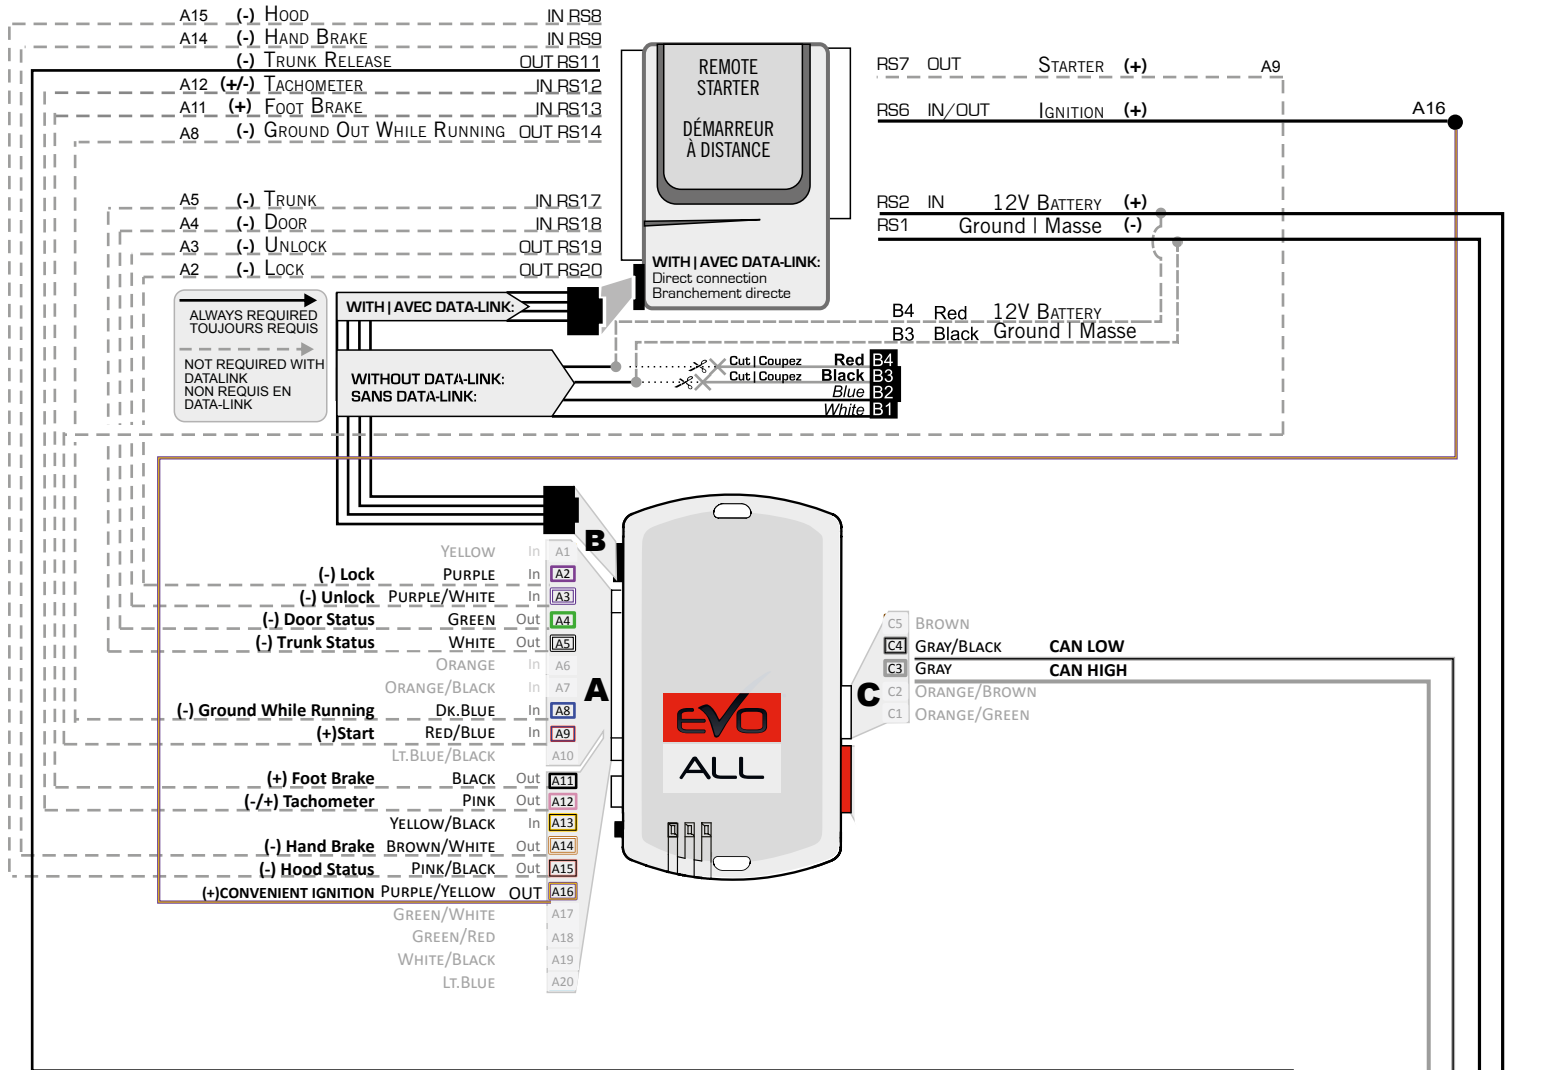 A15 (-) HOOD IN RS8
A14 (-) HAND BRAKE IN RS9
(-) TRUNK RELEASE OUT RS11
A12 (+/-) TACHOMETER IN RS12
A11 (+) FOOT BRAKE IN RS13
A8 (-) GROUND OUT WHILE RUNNING OUT RS14
A5 (-) TRUNK IN RS17
A4 (-) DOOR IN RS18
A3 (-) UNLOCK OUT RS19
A2 (-) LOCK OUT RS20
REMOTE
STARTER
DÉMARREUR
À DISTANCE
WITH | AVEC DATA-LINK:
Direct connection
Branchement directe
RS7 OUT STARTER (+) A9
RS6 IN/OUT IGNITION (+) A16
RS2 IN 12V BATTERY (+)
RS1 Ground | Masse (-)
B4 Red 12V BATTERY
B3 Black Ground | Masse
ALWAYS REQUIRED
TOUJOURS REQUIS
NOT REQUIRED WITH
DATALINK
NON REQUIS EN
DATA-LINK
WITH | AVEC DATA-LINK:
WITHOUT DATA-LINK:
SANS DATA-LINK:
Cut | Coupez Red B4
Cut | Coupez Black B3
Blue B2
White B1
B
YELLOW In A1
(-) Lock PURPLE In A2
(-) Unlock PURPLE/WHITE In A3
(-) Door Status GREEN Out A4
(-) Trunk Status WHITE Out A5
ORANGE In A6
ORANGE/BLACK In A7
(-) Ground While Running DK.BLUE In A8
(+)Start RED/BLUE In A9
LT.BLUE/BLACK A10
(+) Foot Brake BLACK Out A11
(-/+) Tachometer PINK Out A12
YELLOW/BLACK In A13
(-) Hand Brake BROWN/WHITE Out A14
(-) Hood Status PINK/BLACK Out A15
(+)CONVENIENT IGNITION PURPLE/YELLOW OUT A16
GREEN/WHITE A17
GREEN/RED A18
WHITE/BLACK A19
LT.BLUE A20
A
EVO
ALL
C
C5 BROWN
C4 GRAY/BLACK CAN LOW
C3 GRAY CAN HIGH
C2 ORANGE/BROWN
C1 ORANGE/GREEN